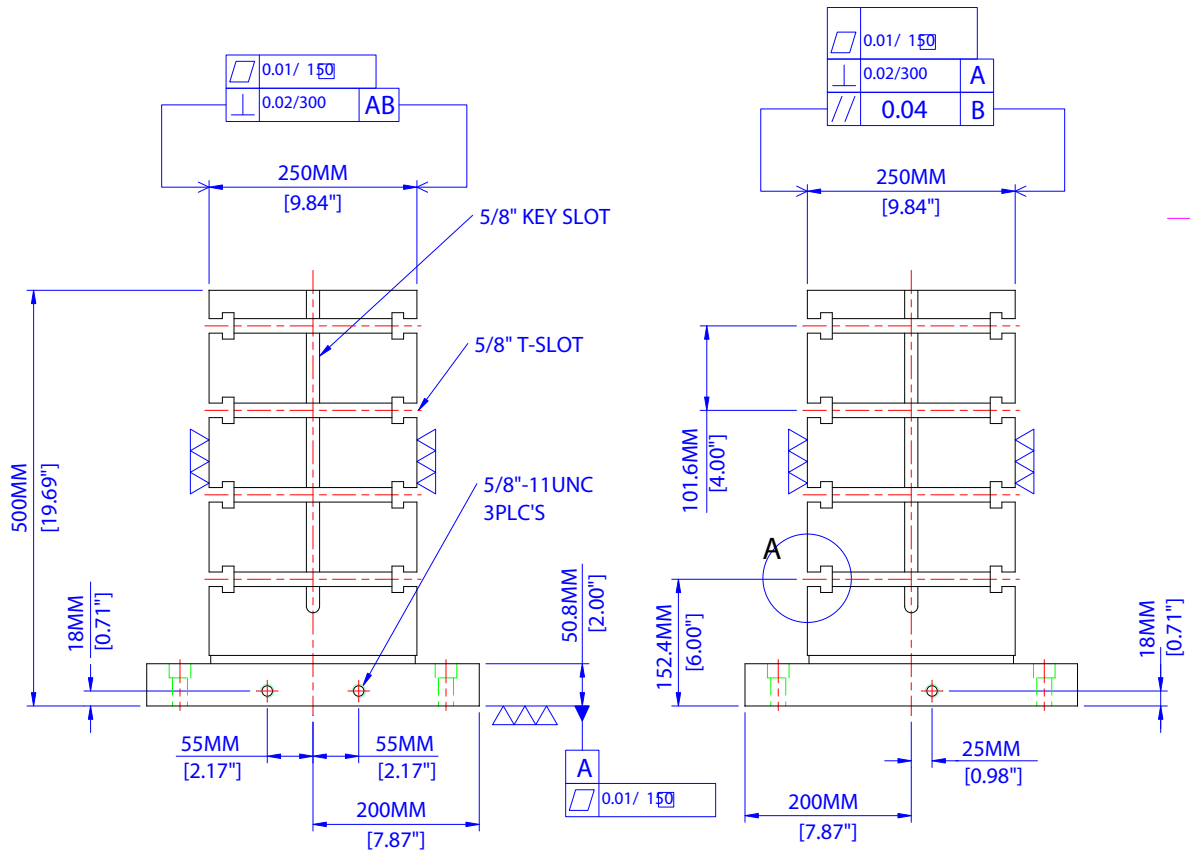 0.01/ 150
0.02/300 AB
250MM
[9.84"]
5/8" KEY SLOT
5/8" T-SLOT
5/8"-11UNC
3PLC'S
500MM
[19.69"]
18MM
[0.71"]
50.8MM
[2.00"]
55MM
[2.17"]
55MM
[2.17"]
200MM
[7.87"]
A
0.01/ 150
0.01/ 150
0.02/300 A
// 0.04 B
250MM
[9.84"]
101.6MM
[4.00"]
A
152.4MM
[6.00"]
18MM
[0.71"]
25MM
[0.98"]
200MM
[7.87"]